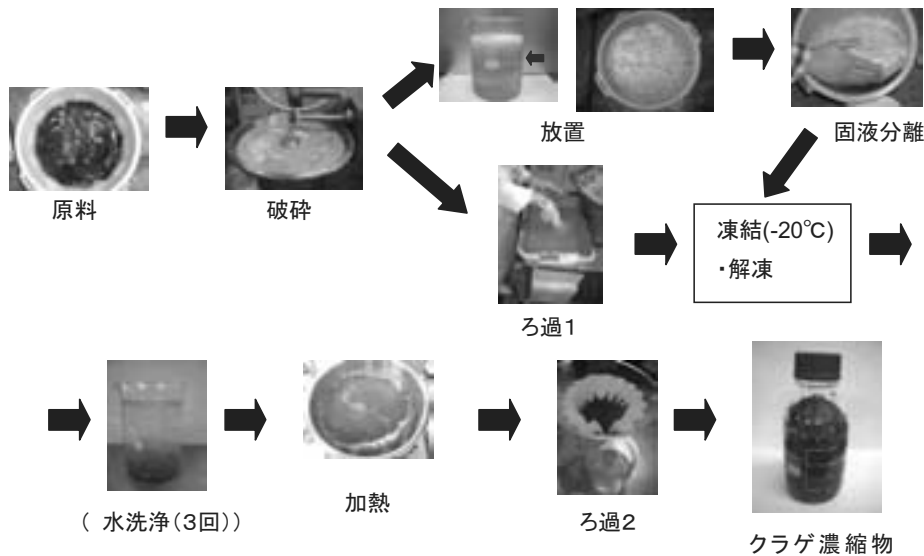 放置
固液分離
原料
破砕
凍結(-20℃)
・解凍
ろ過1
( 水洗浄(3回))
加熱
ろ過2
クラゲ濃縮物